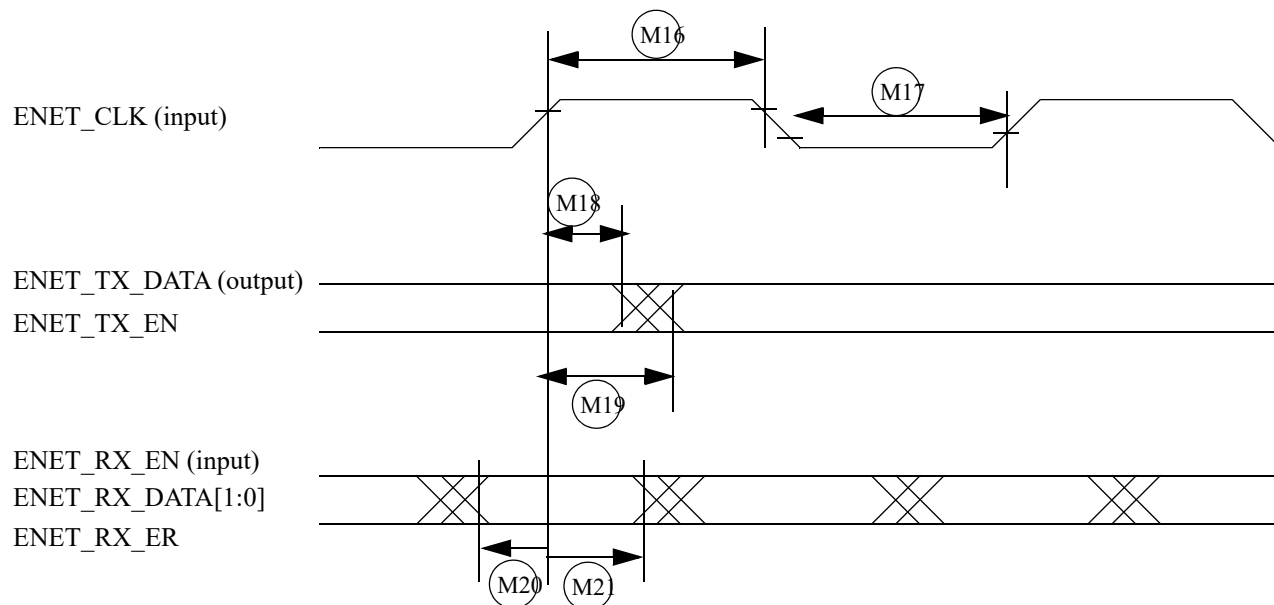 M16
M17
ENET_CLK (input)
M18
ENET_TX_DATA (output)
ENET_TX_EN
M19
ENET_RX_EN (input)
ENET_RX_DATA[1:0]
ENET_RX_ER
M20
M21